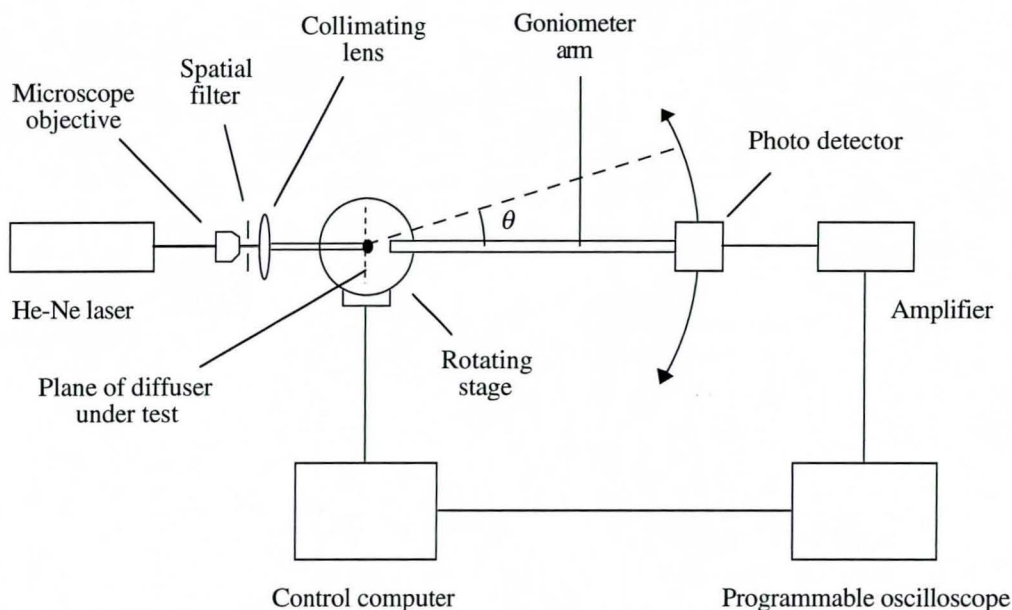 Collimating
lens
Goniometer
arm
Spatial
filter
Microscope
objective
Photo detector
θ
He-Ne laser
Amplifier
Rotating
stage
Plane of diffuser
under test
Control computer
Programmable oscilloscope